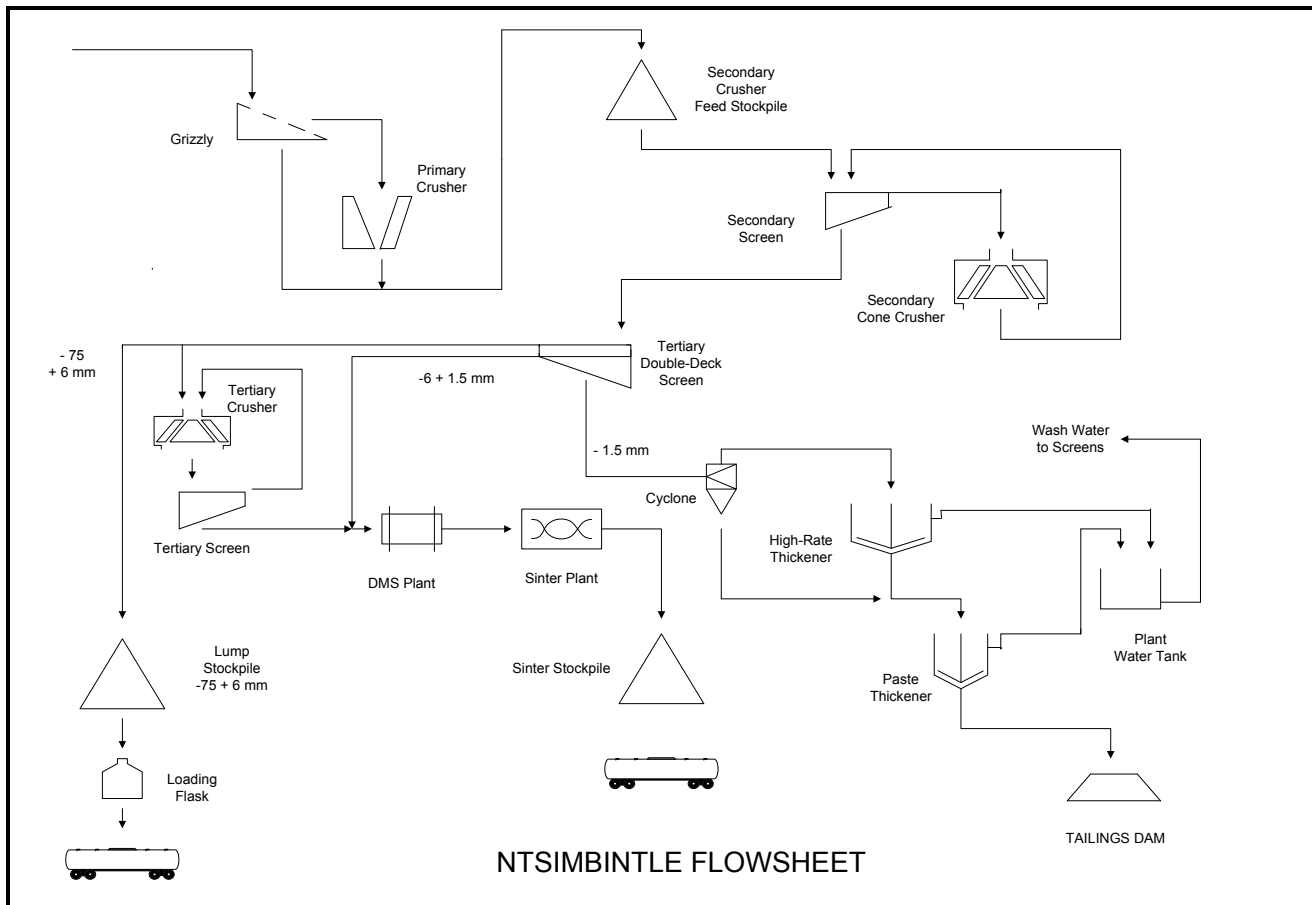 Secondary
Crusher
Feed Stockpile
Grizzly
Primary
Crusher
Secondary
Screen
Secondary
Cone Crusher
- 75
+ 6 mm
-6 + 1.5 mm
Tertiary
Double-Deck
Screen
Tertiary
Crusher
- 1.5 mm
Wash Water
to Screens
Cyclone
Tertiary Screen
High-Rate
Thickener
DMS Plant
Sinter Plant
Lump
Stockpile
-75 + 6 mm
Sinter Stockpile
Plant
Water Tank
Paste
Thickener
Loading
Flask
TAILINGS DAM
NTSIMBINTLE FLOWSHEET